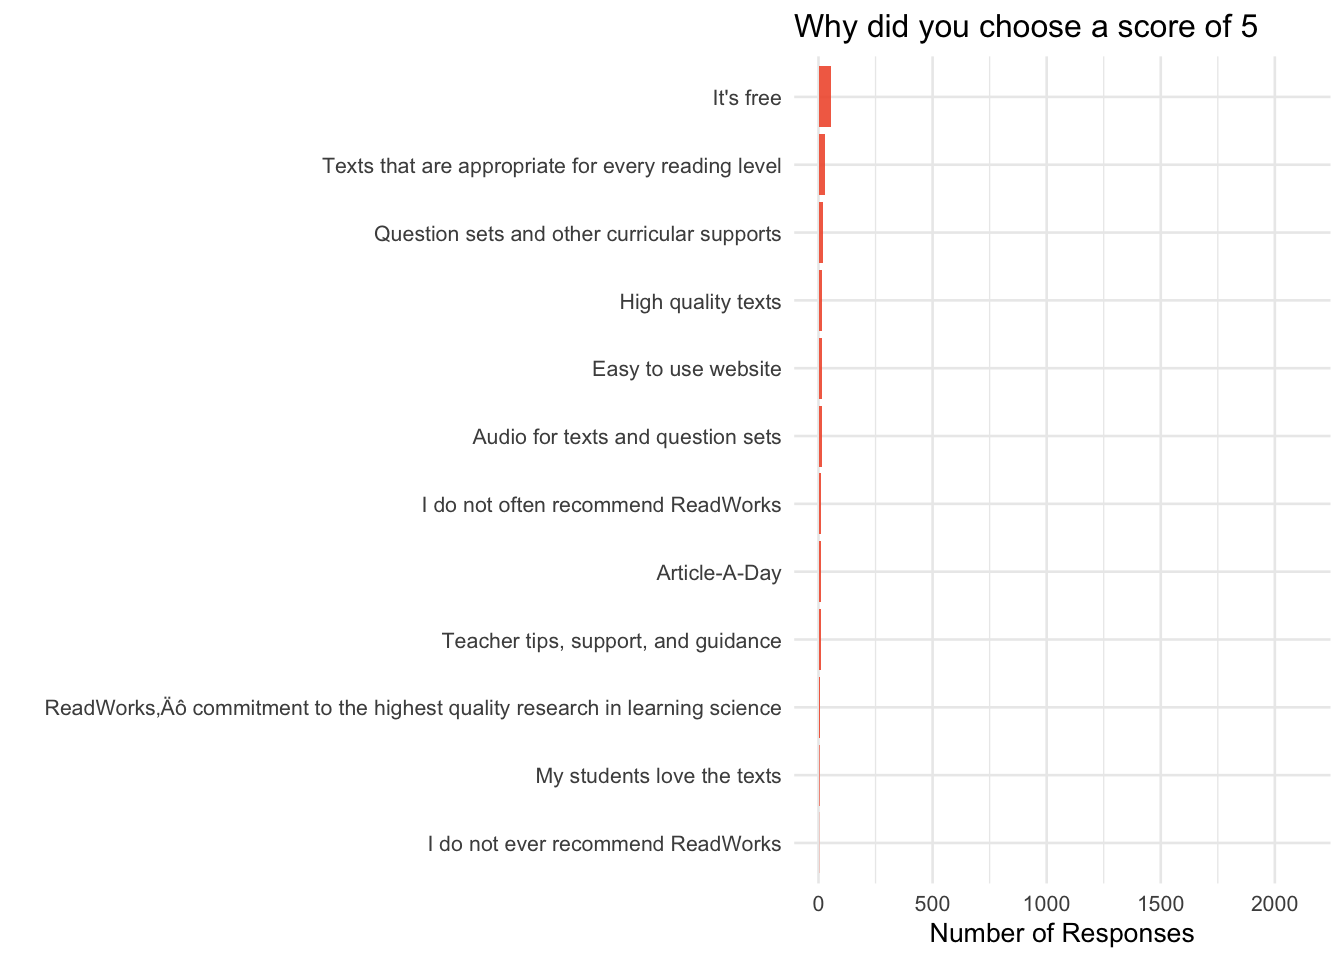 Why did you choose a score of 5
It's free
Texts that are appropriate for every reading level
Question sets and other curricular supports
High quality texts
Easy to use website
Audio for texts and question sets
I do not often recommend ReadWorks
Article-A-Day
Teacher tips, support, and guidance
ReadWorks‚Äô commitment to the highest quality research in learning science
My students love the texts
I do not ever recommend ReadWorks
0 500 1000 1500 2000
Number of Responses